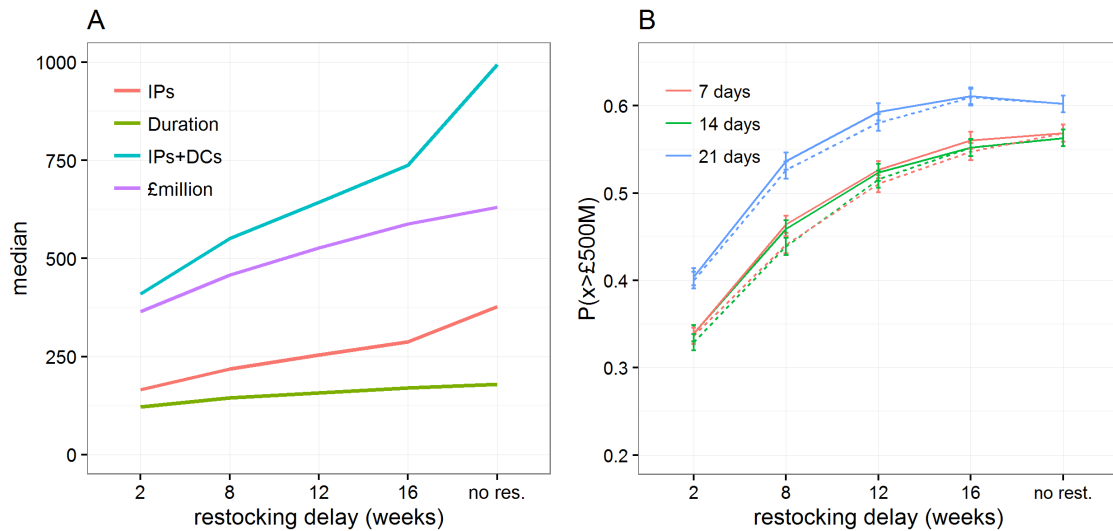 A
median
1000
750
500
250
0
IPs
Duration
IPs+DCs
£million
2 8 12 16 no res.
restocking delay (weeks)
B
P(x>£500M)
0.6
0.5
0.4
0.3
0.2
7 days
14 days
21 days
2 8 12 16 no rest.
restocking delay (weeks)